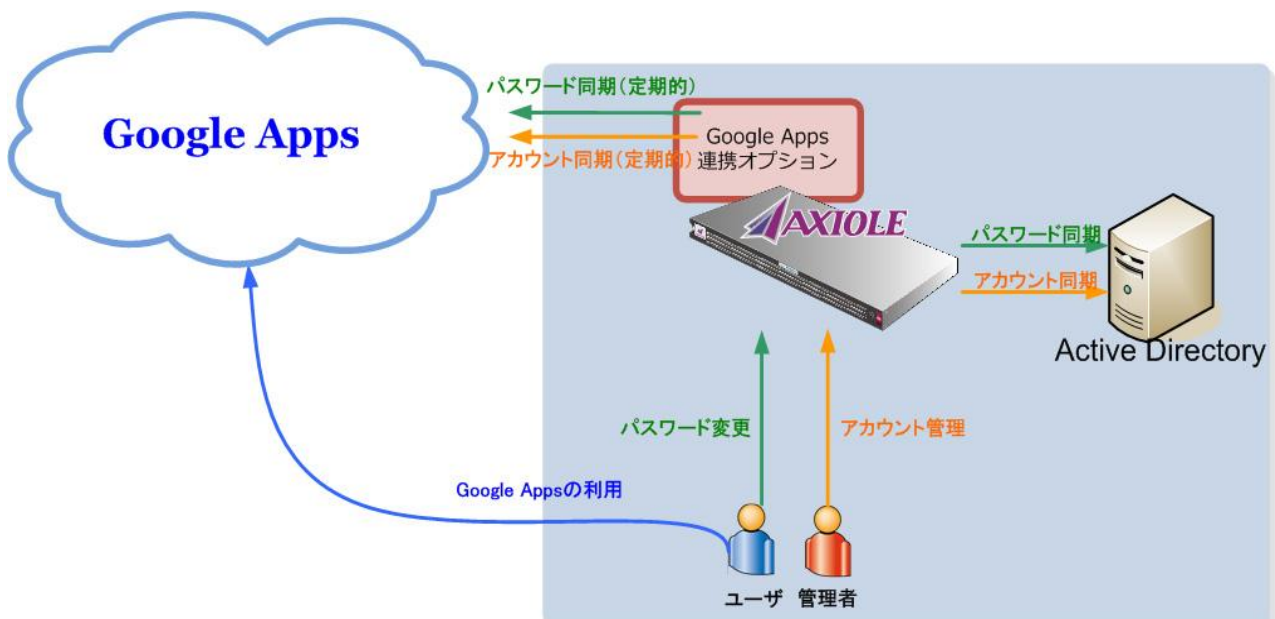 パスワード同期（定期的）
Google Apps
アカウント同期（定期的）
Google Apps
連携オプション
AXIOLE
パスワード同期
アカウント同期
Active Directory
パスワード変更
アカウント管理
Google Appsの利用
ユーザ
管理者